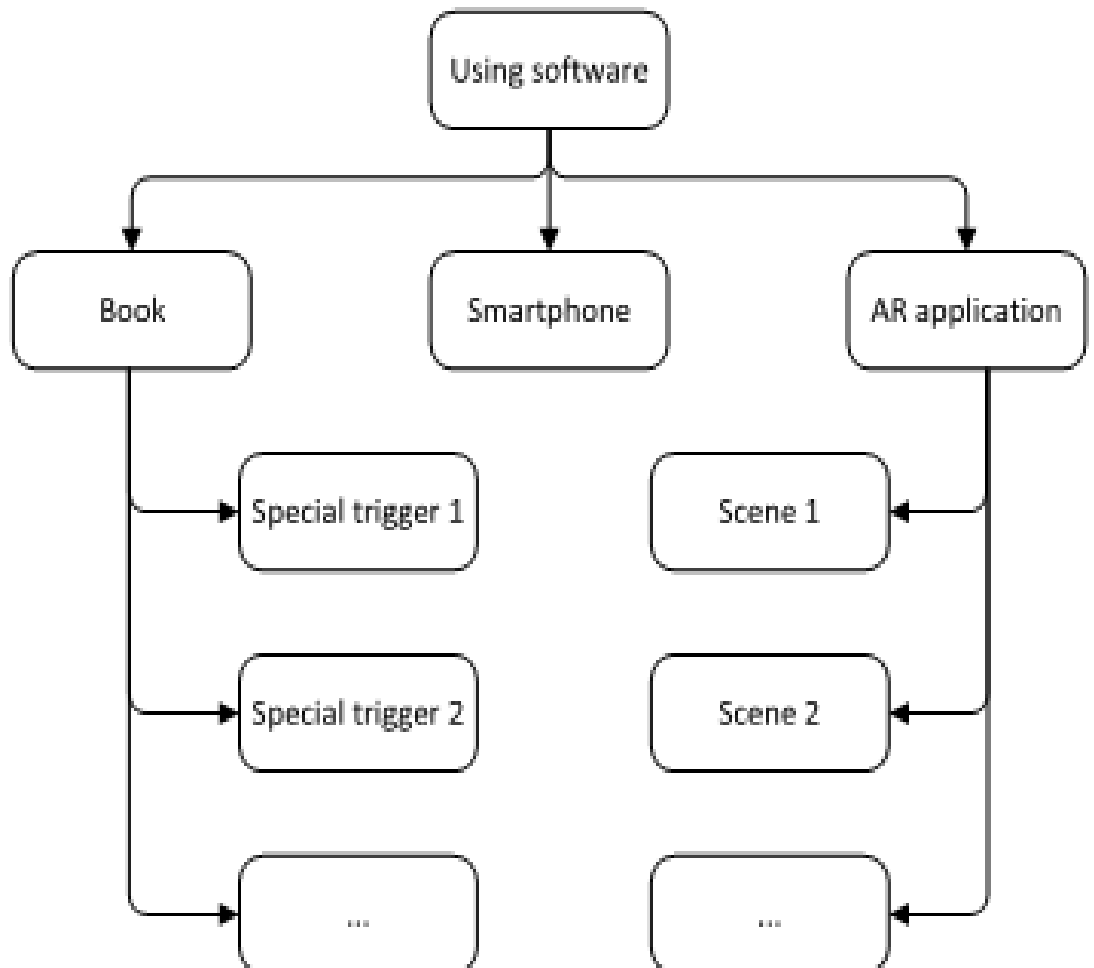 Using software
Book
Smartphone
AR application
Special trigger 1
Scene 1
Special trigger 2
Scene 2
...
...